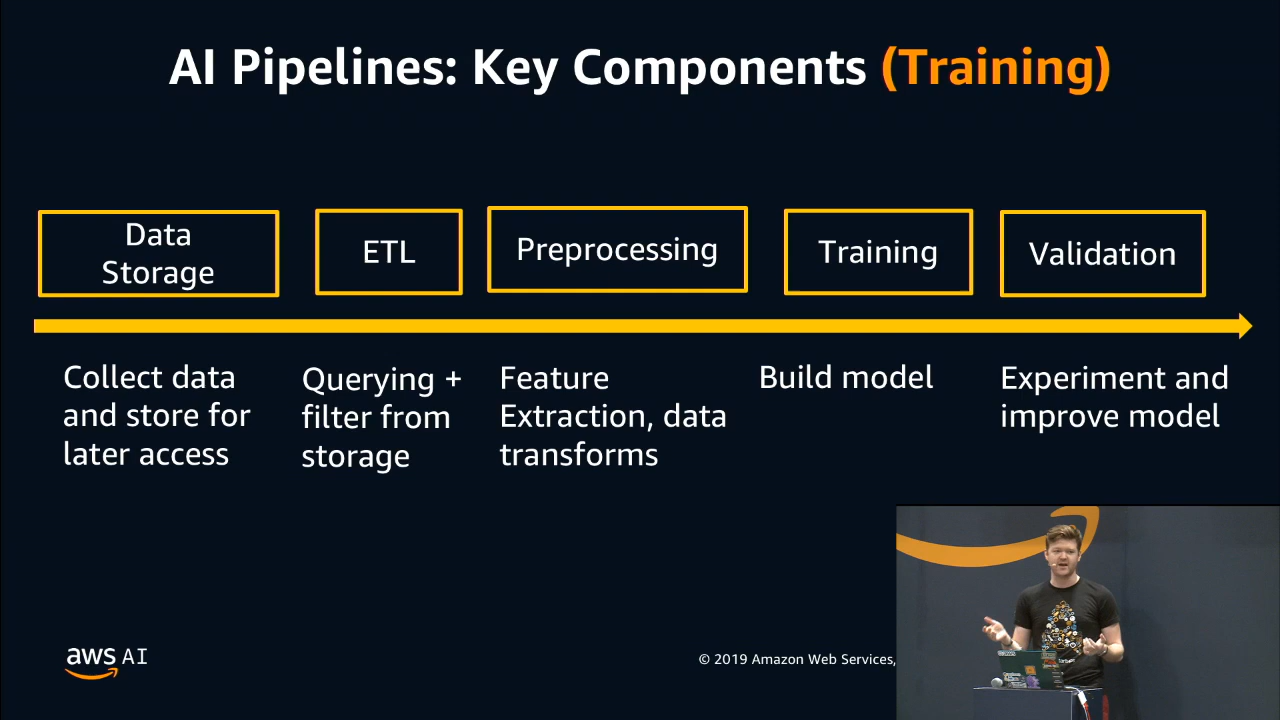 AI Pipelines: Key Components (Training)
Data
Storage
ETL
Preprocessing
Training
Validation
Collect data
and store for
later access
Querying +
filter from
storage
Feature
Extraction, data
transforms
Build model
Experiment and
improve model
aws AI
© 2019 Amazon Web Services,